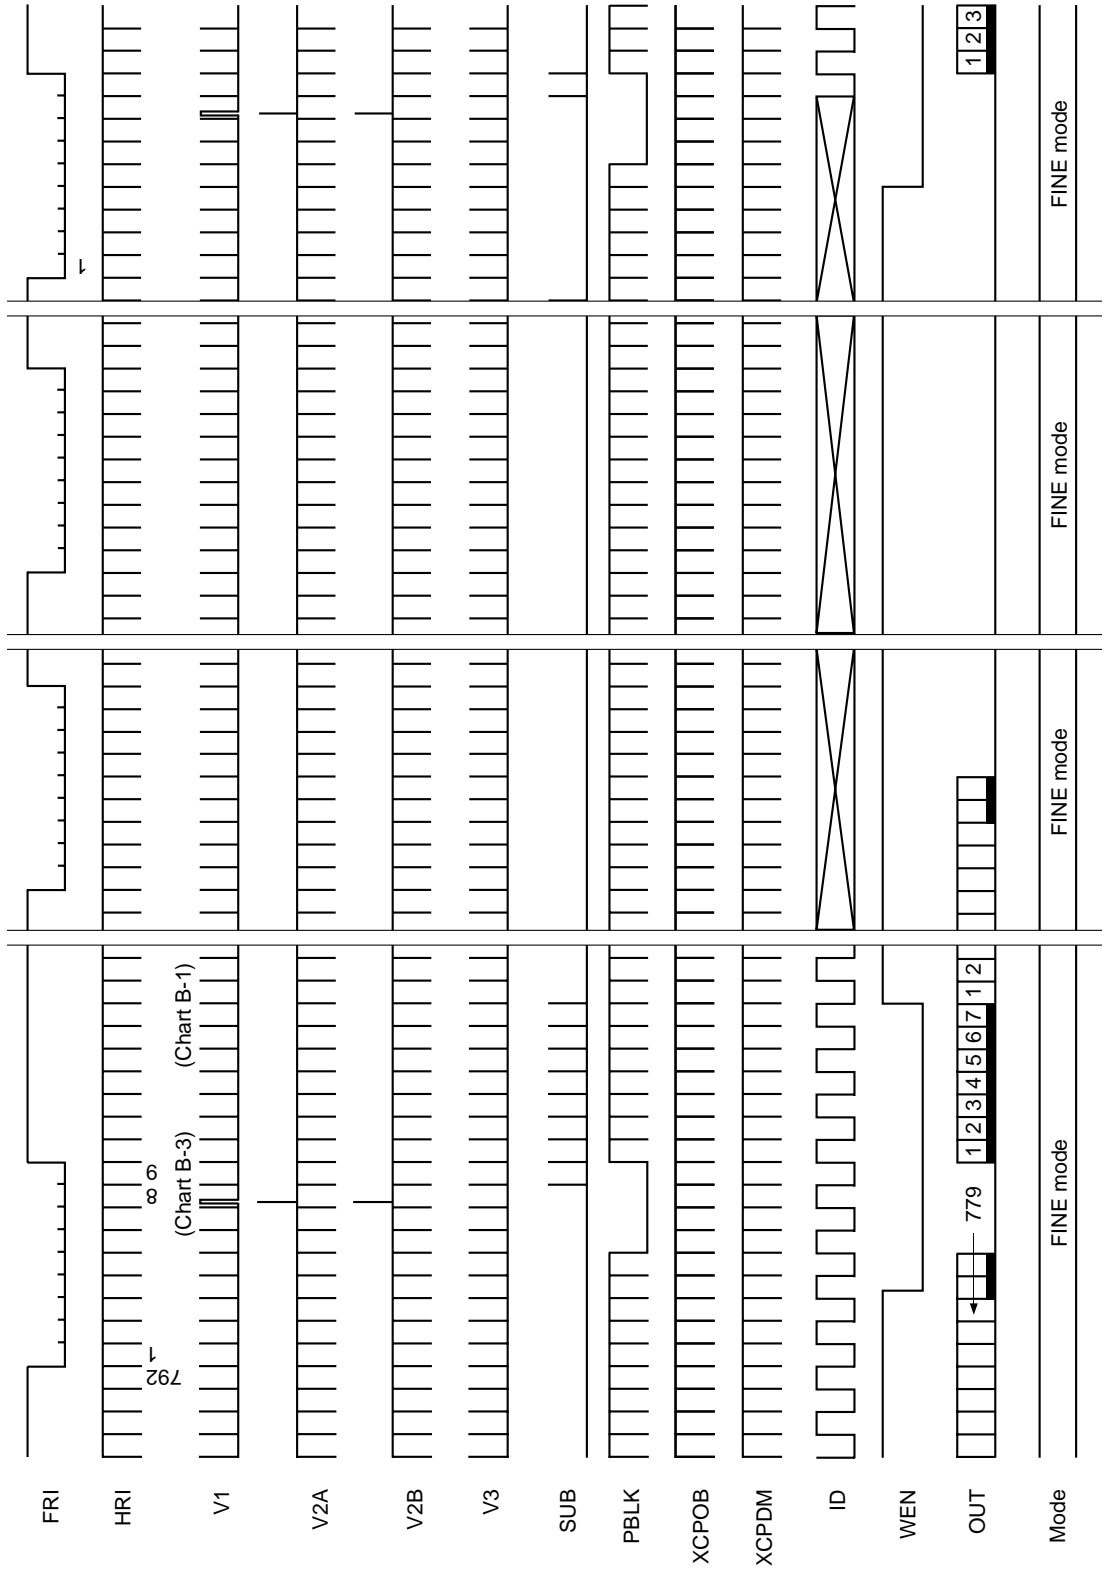 FRI
1
HRI
792
1
8
9
(Chart B-3)
(Chart B-1)
V1
V2A
V2B
V3
SUB
PBLK
XCPOB
XCPDM
ID
WEN
OUT
779
1 2 3 4 5 6 7 1 2
1 2 3
Mode
FINE mode
FINE mode
FINE mode
FINE mode